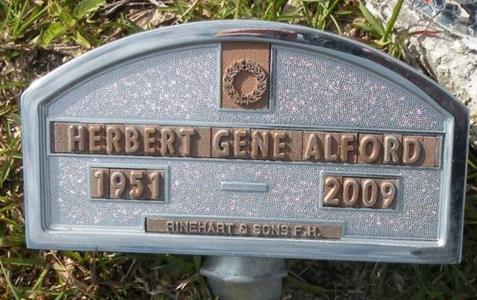 HERBERT GENE ALFORD
1951 — 2009
RINEHART & SONS F.H.